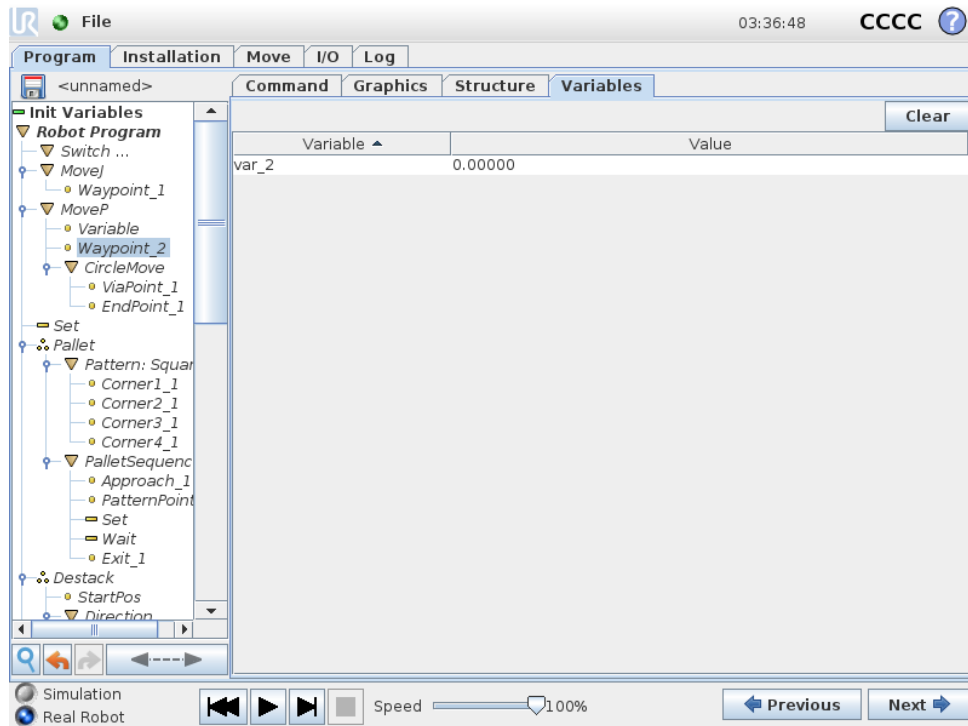 UR File 03:36:48 CCCC ?
Program Installation Move I/O Log
<unnamed> Command Graphics Structure Variables
Clear
Variable Value
var_2 0.00000
Init Variables
Robot Program
Switch ...
MoveJ
Waypoint_1
MoveP
Variable
Waypoint_2
CircleMove
ViaPoint_1
EndPoint_1
Set
Pallet
Pattern: Squar
Corner1_1
Corner2_1
Corner3_1
Corner4_1
PalletSequenc
Approach_1
PatternPoint
Set
Wait
Exit_1
Destack
StartPos
Direction
Simulation
Real Robot
Speed 100%
Previous Next